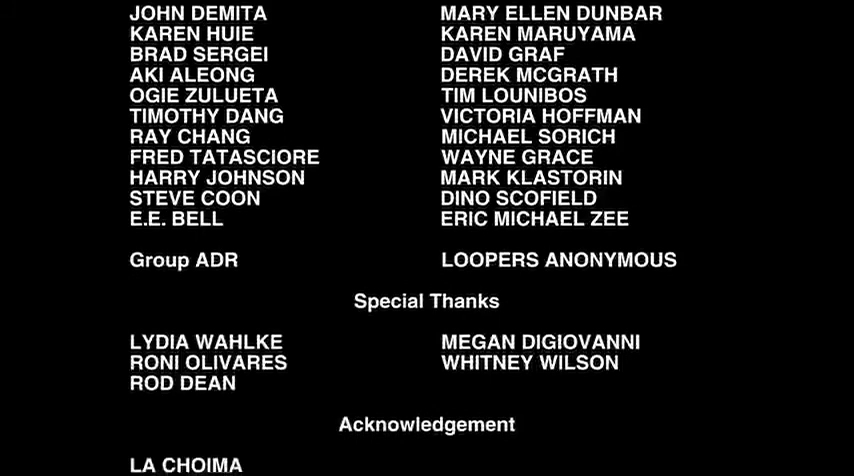 JOHN DEMITA MARY ELLEN DUNBAR
KAREN HUIE KAREN MARUYAMA
BRAD SERGEI DAVID GRAF
AKI ALEONG DEREK MCGRATH
OGIE ZULUETA TIM LOUNIBOS
TIMOTHY DANG VICTORIA HOFFMAN
RAY CHANG MICHAEL SORICH
FRED TATASCIORE WAYNE GRACE
HARRY JOHNSON MARK KLASTORIN
STEVE COON DINO SCOFIELD
E.E. BELL ERIC MICHAEL ZEE
Group ADR LOOPERS ANONYMOUS
Special Thanks
LYDIA WAHLKE MEGAN DIGIOVANNI
RONI OLIVARES WHITNEY WILSON
ROD DEAN
Acknowledgement
LA CHOIMA